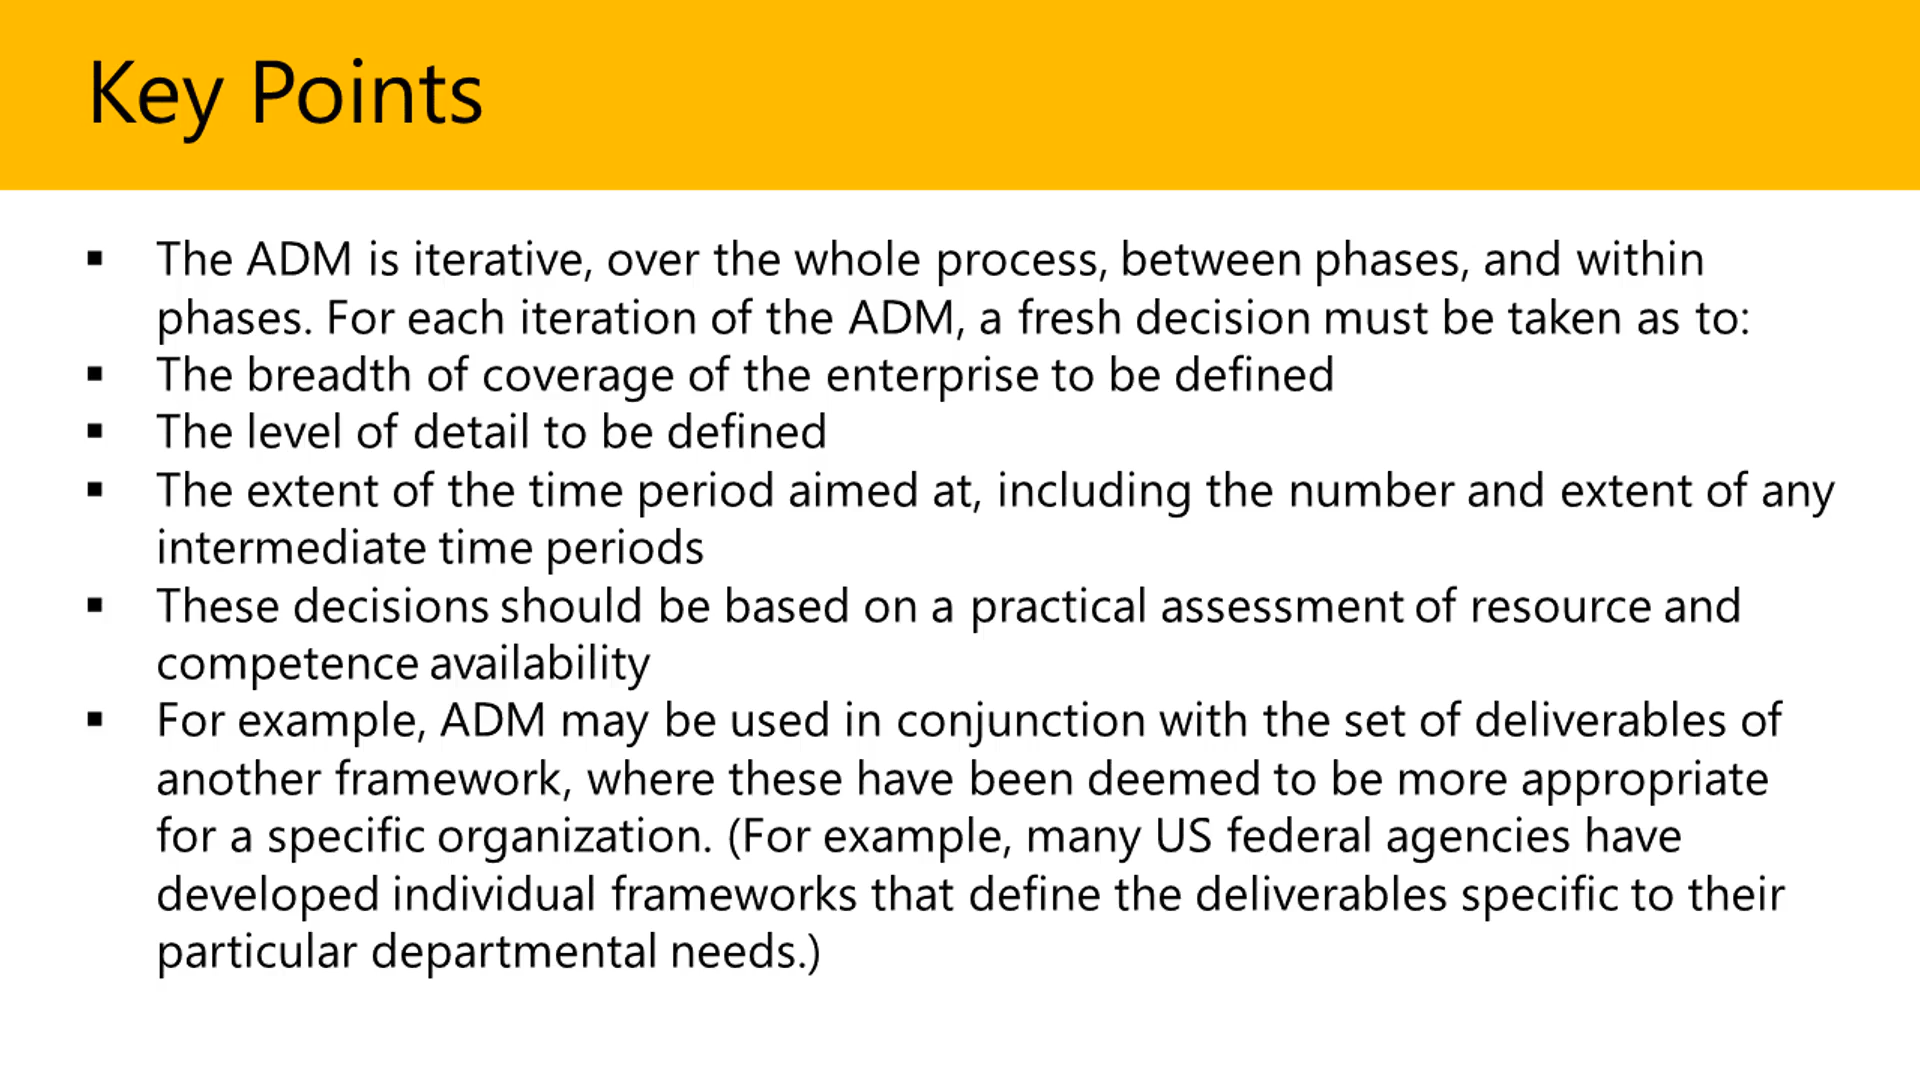 Key Points
▪ The ADM is iterative, over the whole process, between phases, and within
phases. For each iteration of the ADM, a fresh decision must be taken as to:
▪ The breadth of coverage of the enterprise to be defined
▪ The level of detail to be defined
▪ The extent of the time period aimed at, including the number and extent of any
intermediate time periods
▪ These decisions should be based on a practical assessment of resource and
competence availability
▪ For example, ADM may be used in conjunction with the set of deliverables of
another framework, where these have been deemed to be more appropriate
for a specific organization. (For example, many US federal agencies have
developed individual frameworks that define the deliverables specific to their
particular departmental needs.)